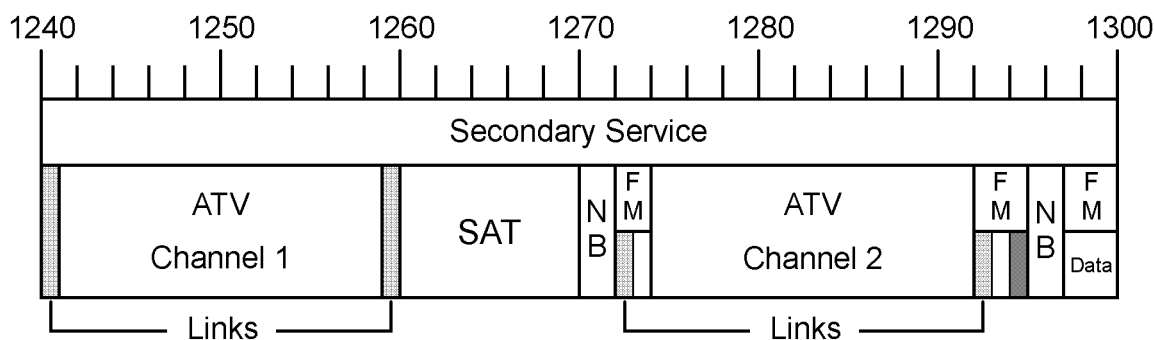 1240 1250 1260 1270 1280 1290 1300
Secondary Service
ATV
Channel 1
SAT
N
B
F
M
ATV
Channel 2
F
M
N
B
F
M
Data
Links
Links